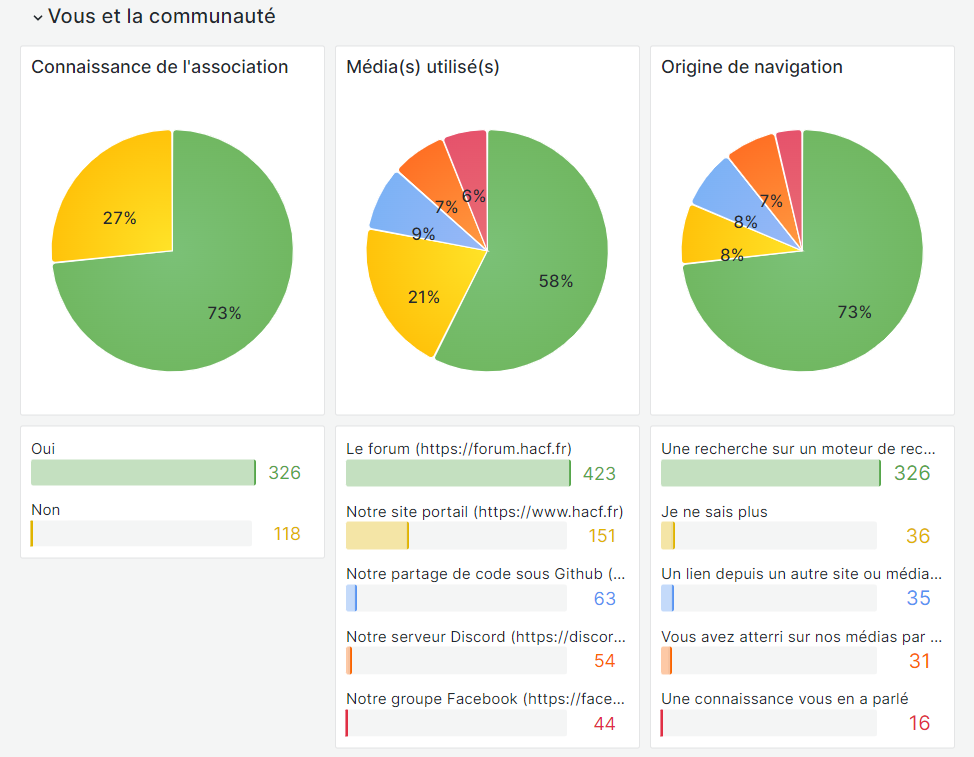 Vous et la communauté
Connaissance de l'association
27%
73%
Média(s) utilisé(s)
6%
7%
9%
21%
58%
Origine de navigation
7%
8%
8%
73%
Oui
326
Non
118
Le forum (https://forum.hacf.fr)
423
Notre site portail (https://www.hacf.fr)
151
Notre partage de code sous Github (...
63
Notre serveur Discord (https://discor...
54
Notre groupe Facebook (https://face...
44
Une recherche sur un moteur de rec...
326
Je ne sais plus
36
Un lien depuis un autre site ou média...
35
Vous avez atterri sur nos médias par ...
31
Une connaissance vous en a parlé
16